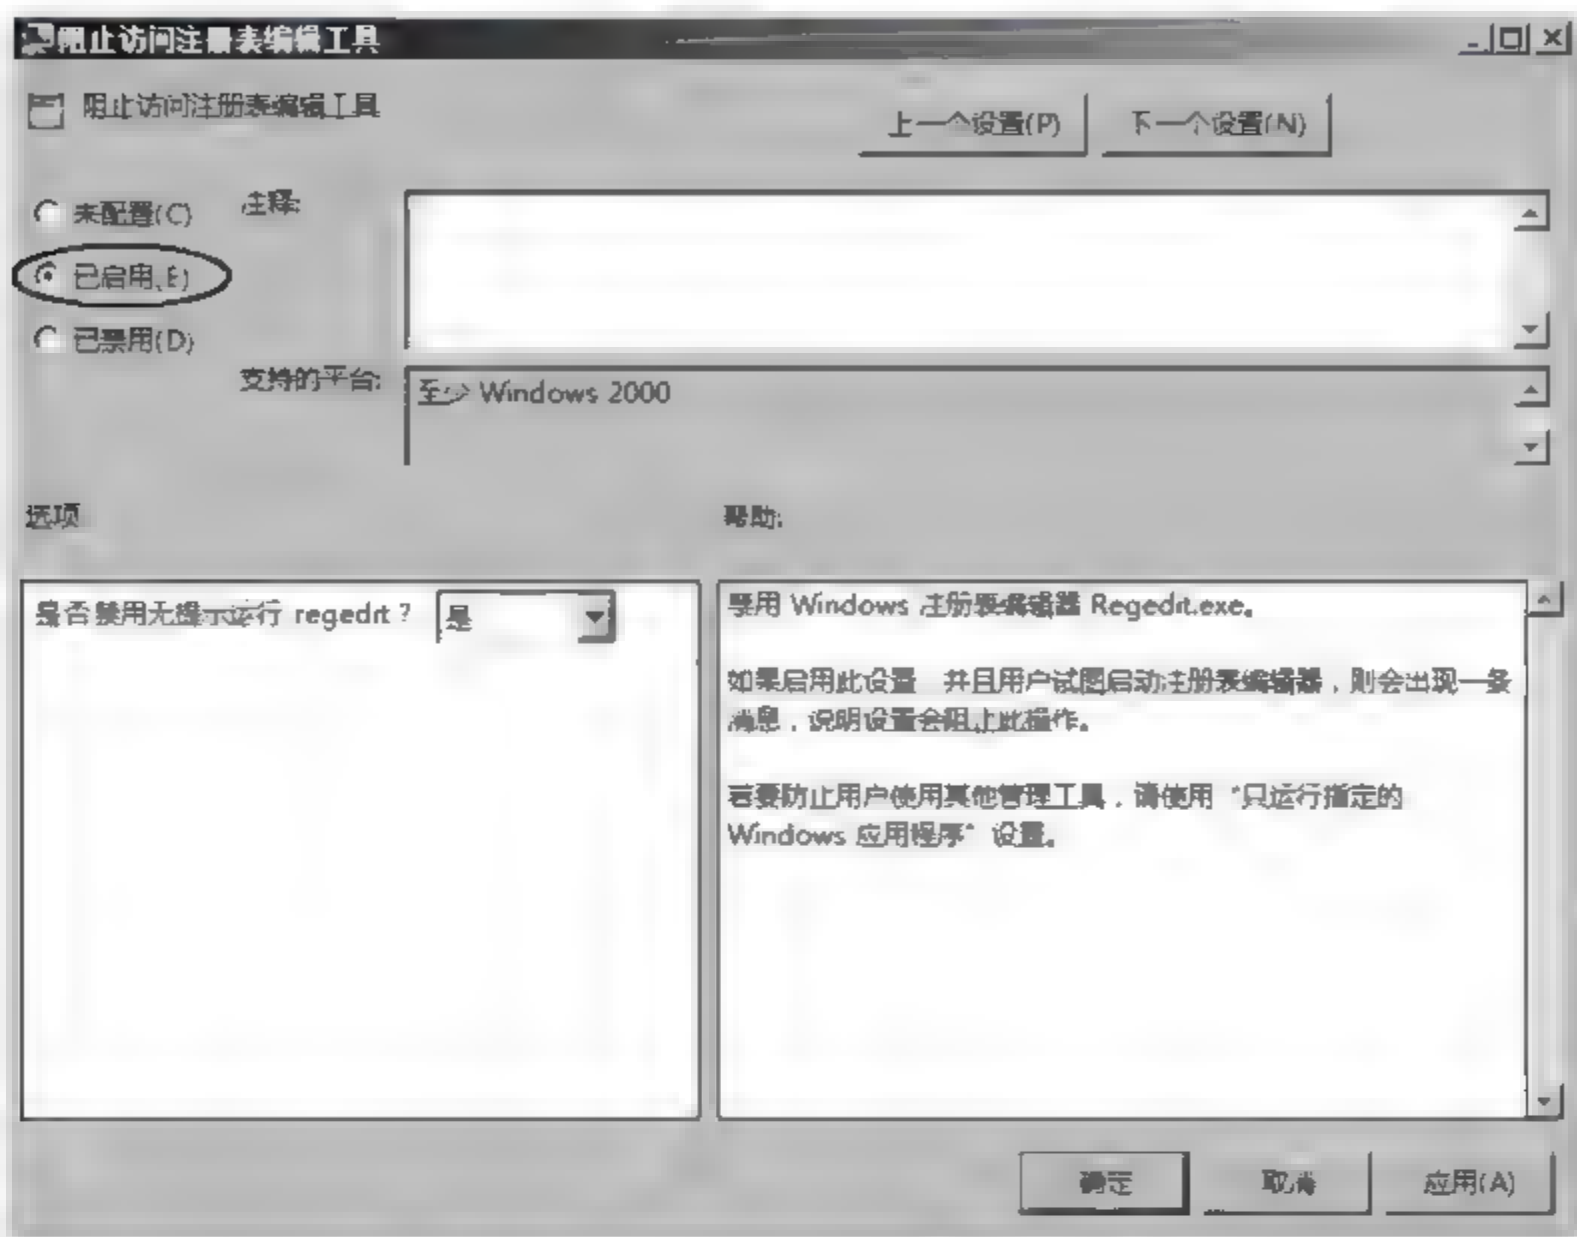 阻止访问注册表编辑工具
阻止访问注册表编辑工具
上一个设置(P)
下一个设置(N)
未配置(C)
注释:
已启用(E)
已禁用(D)
支持的平台:
至少 Windows 2000
选项
帮助:
是否禁用无提示运行 regedit？
是
禁用 Windows 注册表编辑器 Regedit.exe。
如果启用此设置 并且用户试图启动注册表编辑器，则会出现一条
消息，说明设置会阻止此操作。
若要防止用户使用其他管理工具，请使用“只运行指定的
Windows 应用程序”设置。
确定
取消
应用(A)